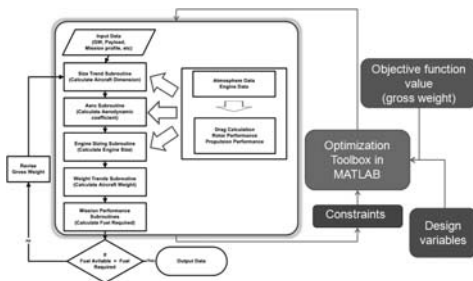 Input Data
(GW, Payload,
Mission profile, etc)
Size Trend Subroutine
(Calculate Aircraft Dimension)
Aero Subroutine
(Calculate Aerodynamic
coefficient)
Engine Sizing Subroutine
(Calculate Engine Size)
Weight Trends Subroutine
(Calculate Aircraft Weight)
Mission Performance
Subroutines
(Calculate Fuel Required)
If
Fuel = Fuel
Required
Output Data
Revise
Gross Weight
Atmosphere Data
Engine Data
Drag Calculation
Rotor Performance
Propulsion Performance
Objective function
value
(gross weight)
Optimization
Toolbox in
MATLAB
Constraints
Design
variables